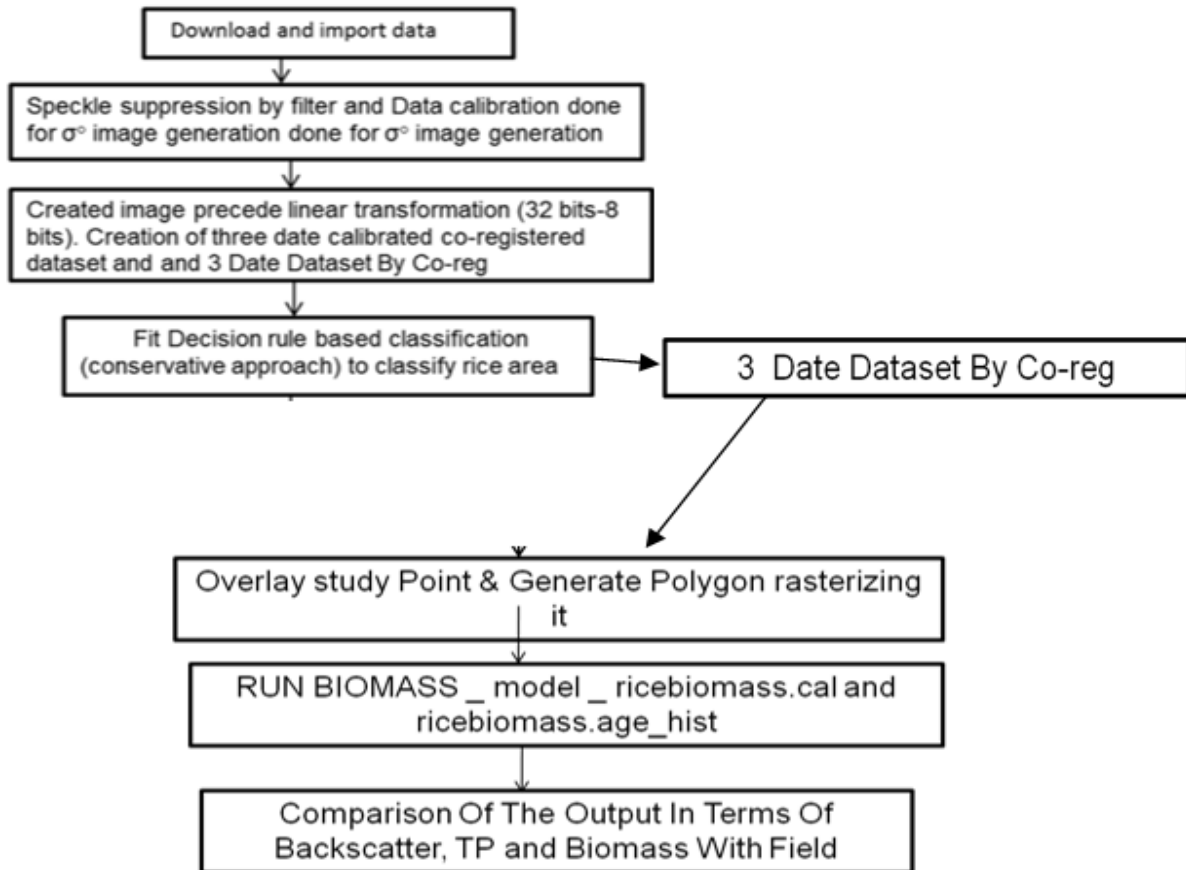 Download and import data
Speckle suppression by filter and Data calibration done
for σ° image generation done for σ° image generation
Created image precede linear transformation (32 bits-8
bits). Creation of three date calibrated co-registered
dataset and and 3 Date Dataset By Co-reg
Fit Decision rule based classification
(conservative approach) to classify rice area
3 Date Dataset By Co-reg
Overlay study Point & Generate Polygon rasterizing
it
RUN BIOMASS _ model _ ricebiomass.cal and
ricebiomass.age_hist
Comparison Of The Output In Terms Of
Backscatter, TP and Biomass With Field